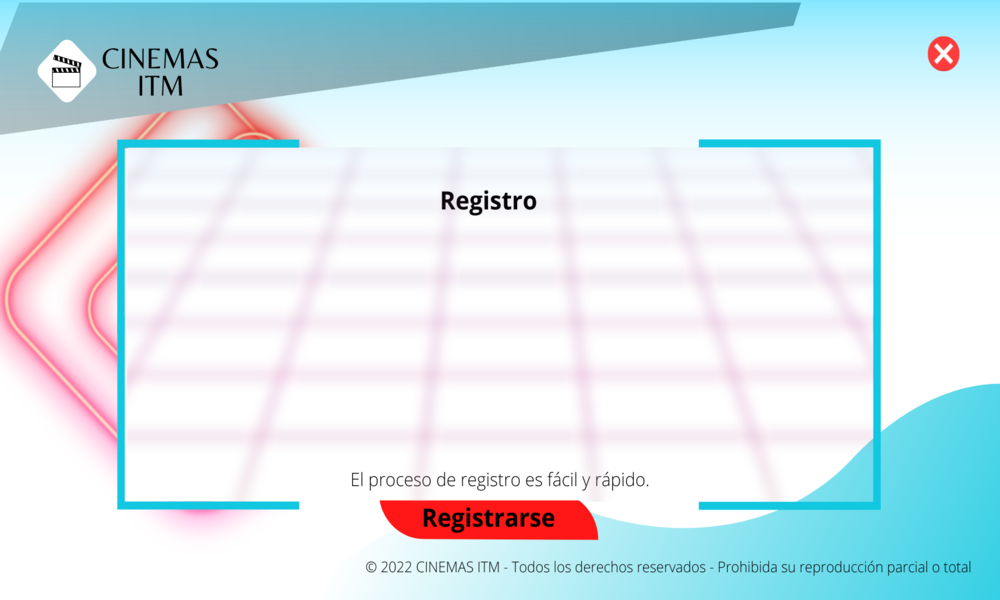 CINEMAS
ITM
Registro
El proceso de registro es fácil y rápido.
Registrarse
© 2022 CINEMAS ITM - Todos los derechos reservados - Prohibida su reproducción parcial o total